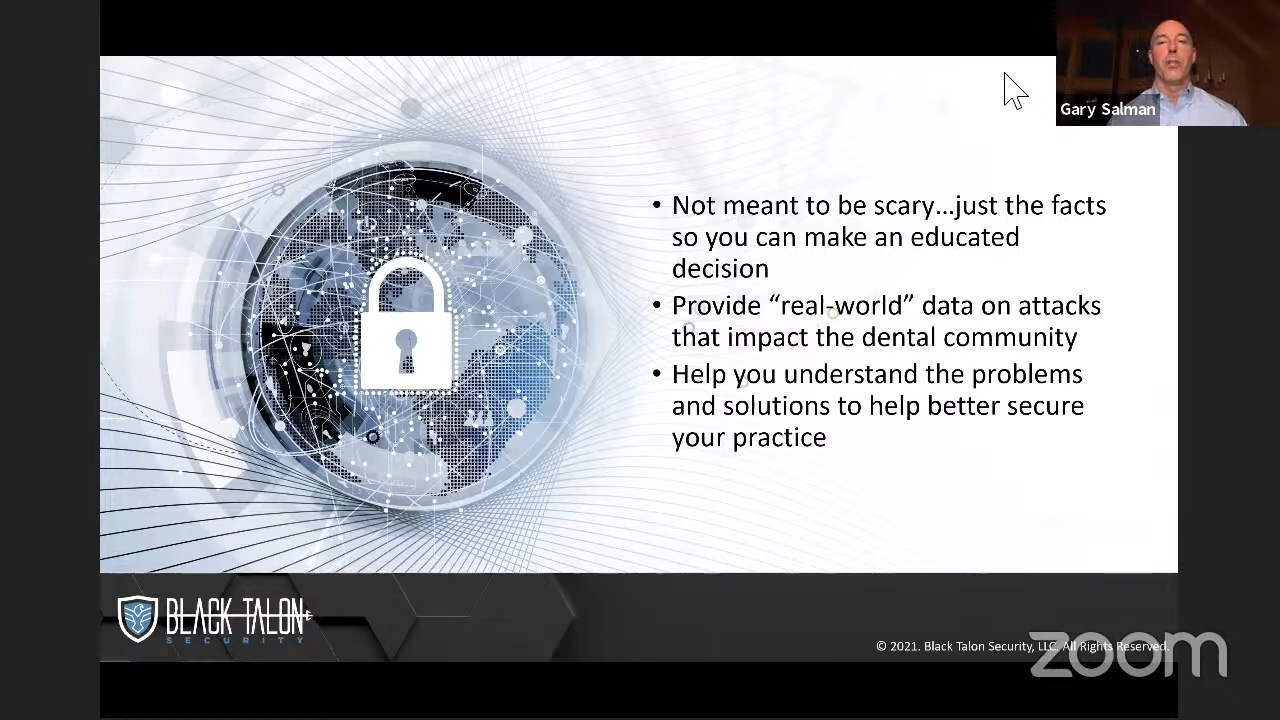 Gary Salman
• Not meant to be scary...just the facts
so you can make an educated
decision
• Provide “real-world” data on attacks
that impact the dental community
• Help you understand the problems
and solutions to help better secure
your practice
BLACK TALON
SECURITY
© 2021. Black Talon Security, LLC, All Rights Reserved.
zoom